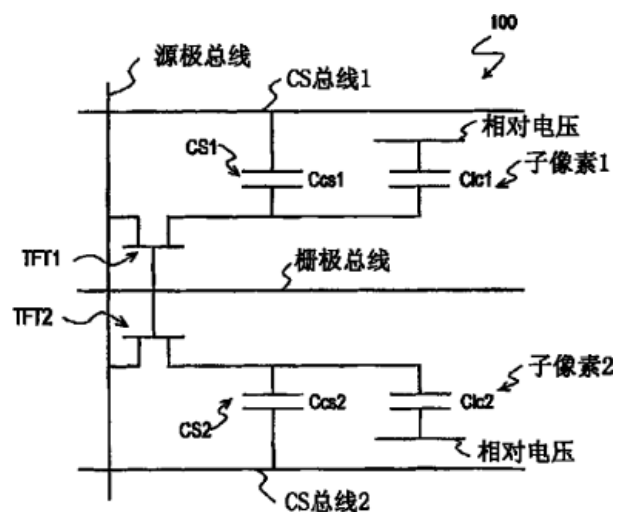 100
源极总线
CS总线1
相对电压
CS1
Ccs1
Clc1
子像素1
TFT1
栅极总线
TFT2
子像素2
Ccs2
Clc2
CS2
相对电压
CS总线2